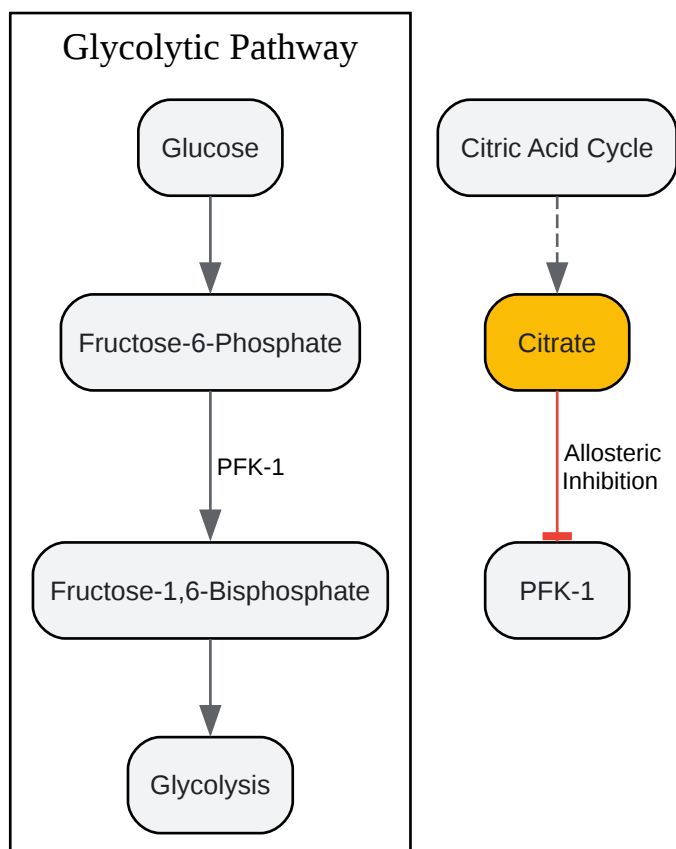 Glycolytic Pathway
Glucose
Citric Acid Cycle
Fructose-6-Phosphate
Citrate
PFK-1
Allosteric
Inhibition
Fructose-1,6-Bisphosphate
PFK-1
Glycolysis